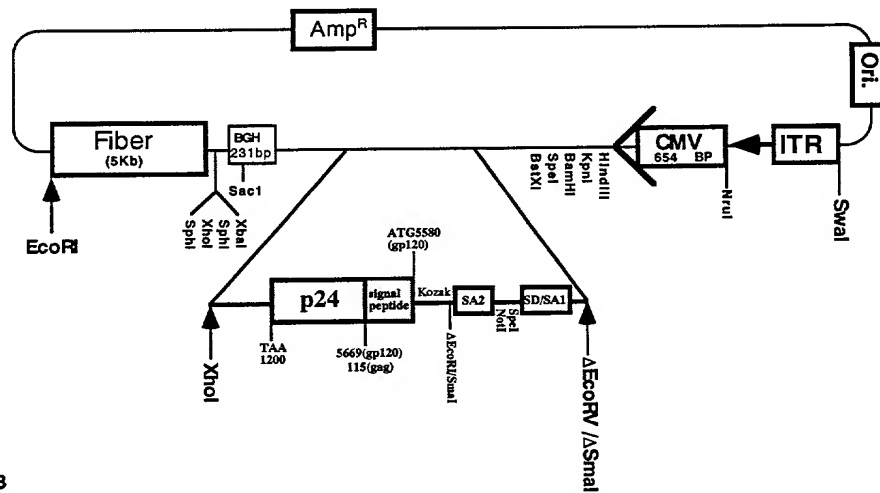 Amp^R
Ori.
Fiber
(5Kb)
BGH
231bp
CMV
654 BP
ITR
Sac1
SphI
XhoI
SphI
XbaI
BstXI
SpeI
BamHI
KpnI
HindIII
NruI
SwaI
EcoRI
ATG5580
(gp120)
p24
signal
peptide
Kozak
SA2
SD/SA1
NotI
SpeI
TAA
1200
5669(gp120)
115(gag)
ΔEcoRI/SmaI
XhoI
ΔEcoRV /ΔSmaI